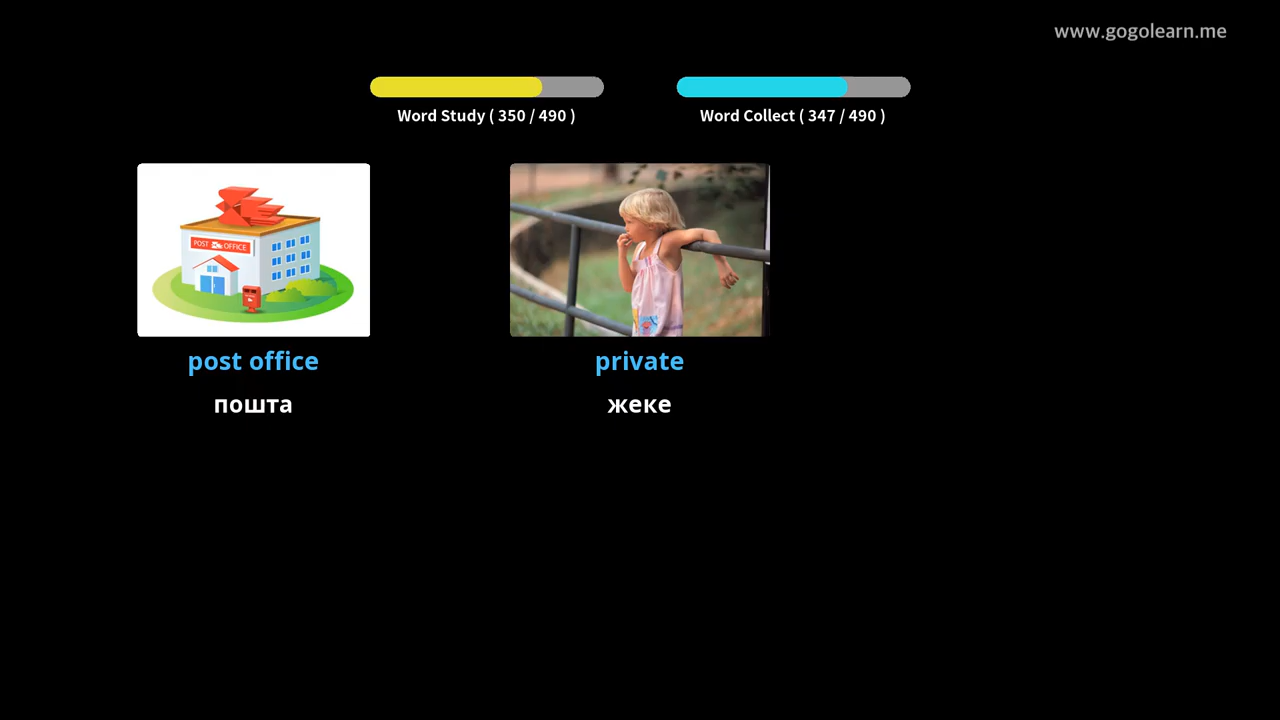 www.gogolearn.me
Word Study ( 350 / 490 )
Word Collect ( 347 / 490 )
POST OFFICE
post office
private
пошта
жеке